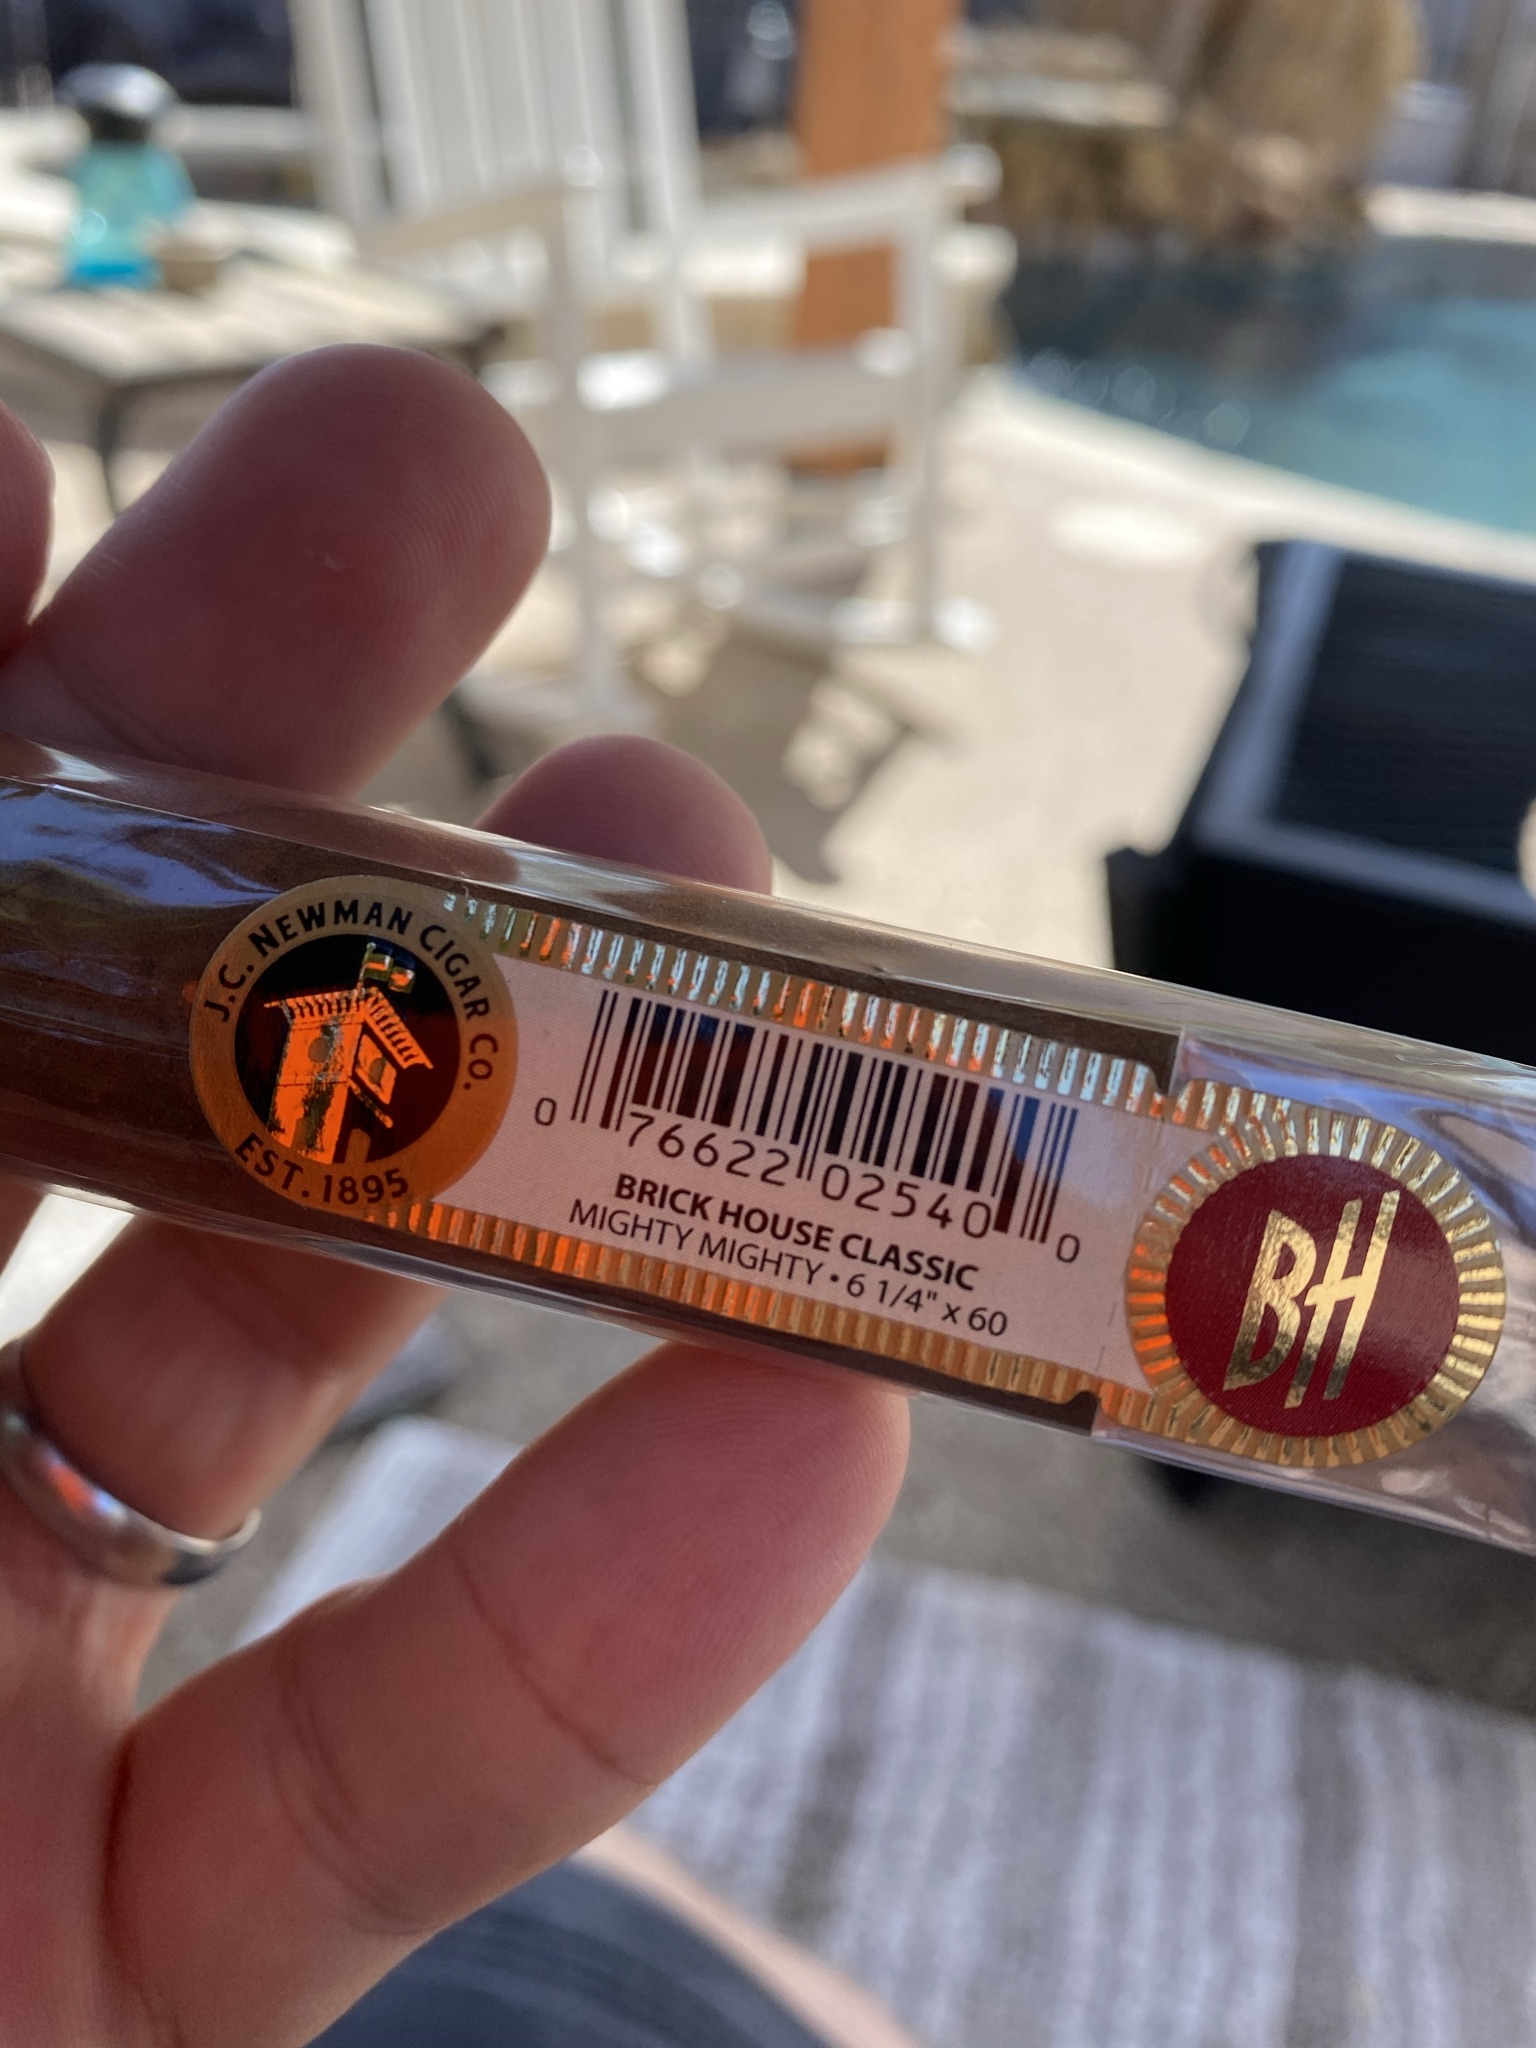 J.C. NEWMAN CIGAR CO.
EST. 1895
0 76622 02540 0
BRICK HOUSE CLASSIC
MIGHTY MIGHTY • 6 1/4" x 60
BH